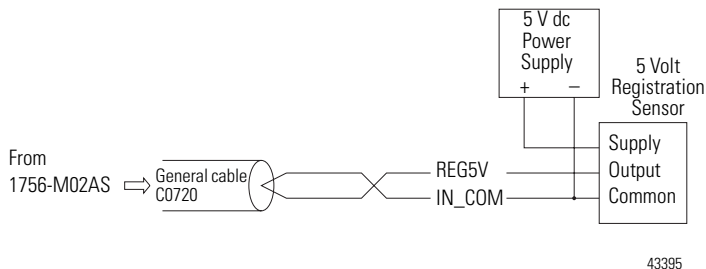 5 V dc
Power
Supply
+ −
5 Volt
Registration
Sensor
Supply
Output
Common
From
1756-M02AS
General cable
C0720
REG5V
IN_COM
43395